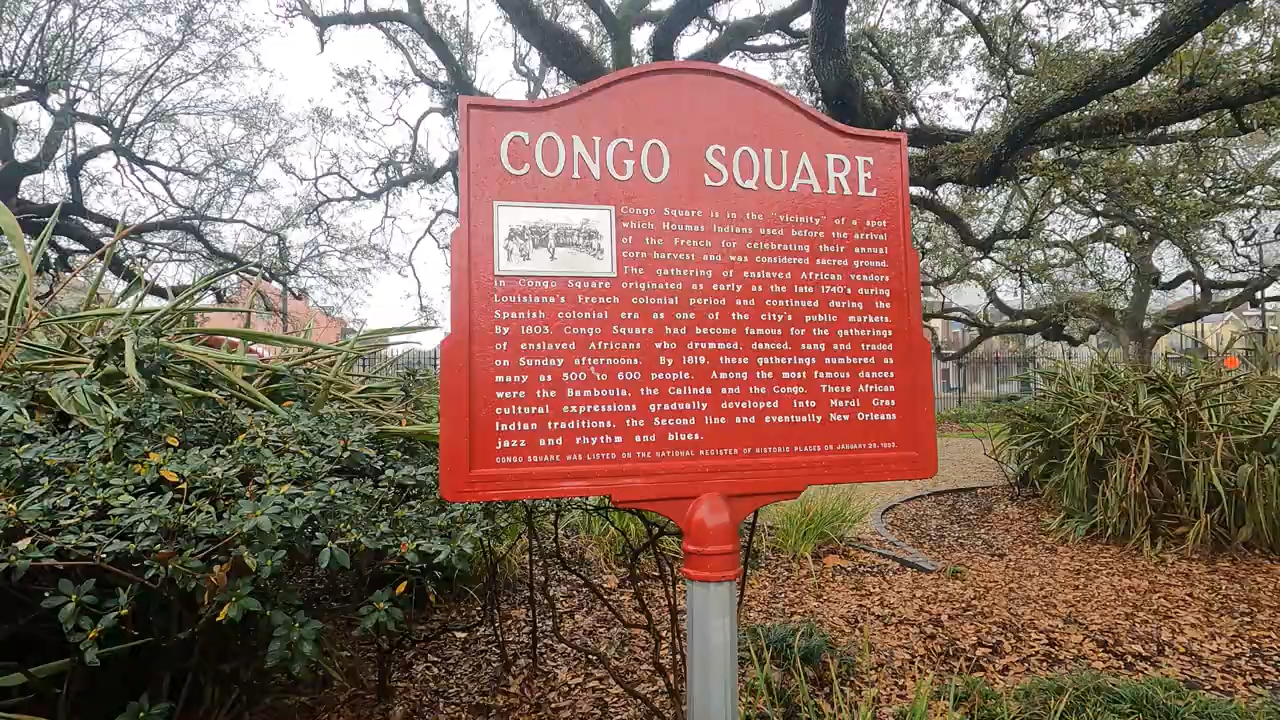 CONGO SQUARE
Congo Square is in the "vicinity" of a spot
which Houmas Indians used before the arrival
of the French for celebrating their annual
corn harvest and was considered sacred ground.
The gathering of enslaved African vendors
in Congo Square originated as early as the late 1740's during
Louisiana's French colonial period and continued during the
Spanish colonial era as one of the city's public markets.
By 1803, Congo Square had become famous for the gatherings
of enslaved Africans who drummed, danced, sang and traded
on Sunday afternoons. By 1819, these gatherings numbered as
many as 500 to 600 people. Among the most famous dances
were the Bamboula, the Calinda and the Congo. These African
cultural expressions gradually developed into Mardi Gras
Indian traditions, the Second line and eventually New Orleans
jazz and rhythm and blues.
CONGO SQUARE WAS LISTED ON THE NATIONAL REGISTER OF HISTORIC PLACES ON JANUARY 28, 1993.